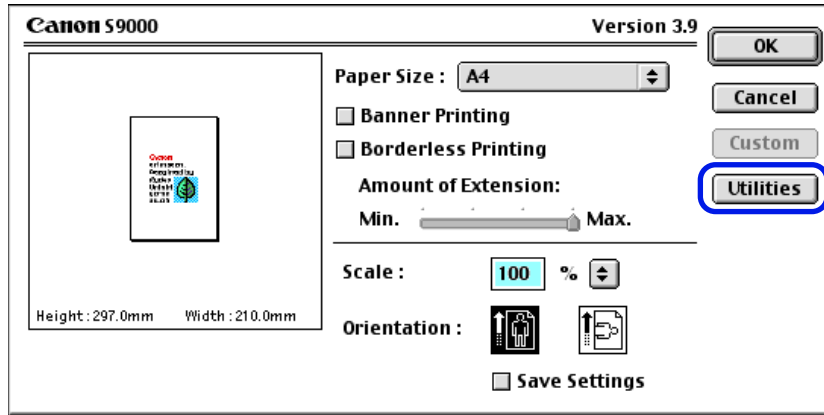 Canon S9000
Version 3.9
OK
Paper Size : A4
Cancel
Banner Printing
Custom
Borderless Printing
Utilities
Amount of Extension:
Min. Max.
Canon
Scale : 100 %
Height : 297.0mm Width : 210.0mm
Orientation :
Save Settings